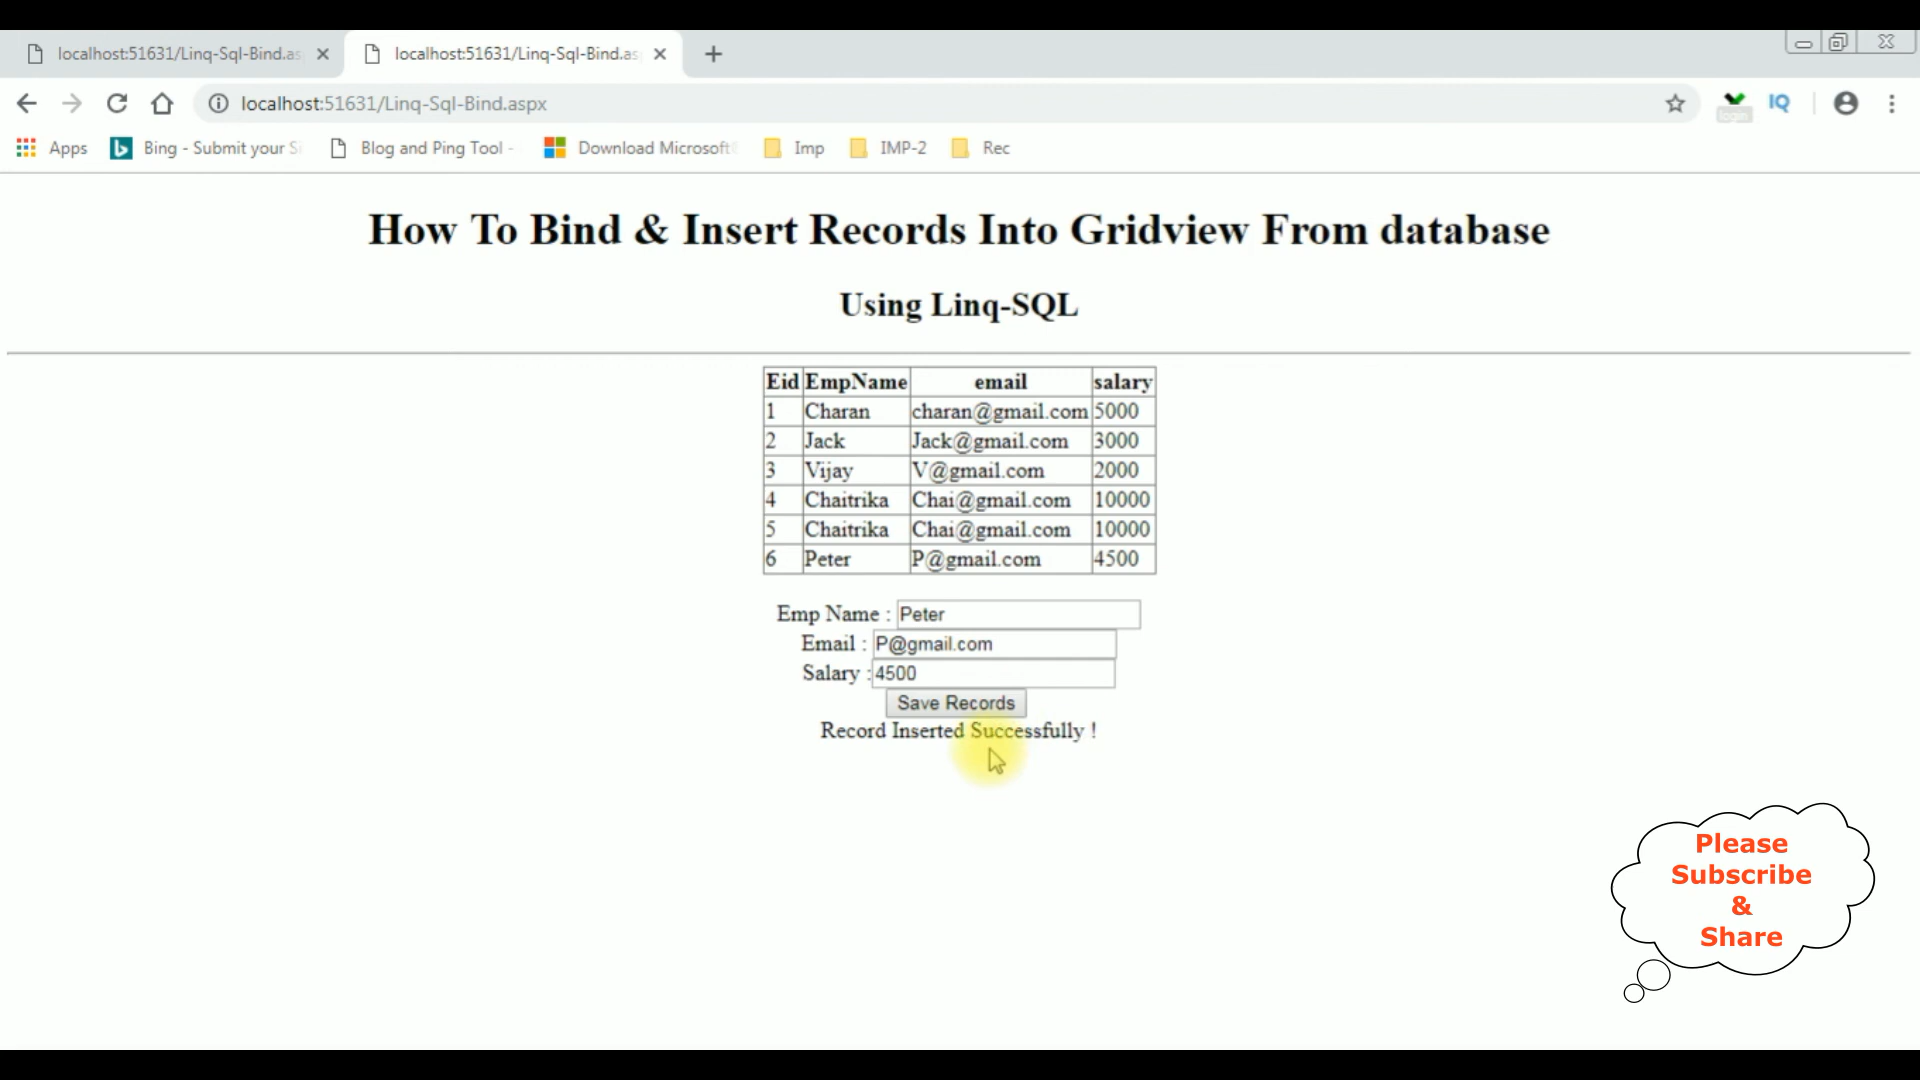 localhost:51631/Linq-Sql-Bind.as
localhost:51631/Linq-Sql-Bind.as
localhost:51631/Linq-Sql-Bind.aspx
login
IQ
Apps
Bing - Submit your Si
Blog and Ping Tool -
Download Microsoft
Imp
IMP-2
Rec
How To Bind & Insert Records Into Gridview From database
Using Linq-SQL
Eid EmpName email salary
1 Charan charan@gmail.com 5000
2 Jack Jack@gmail.com 3000
3 Vijay V@gmail.com 2000
4 Chaitrika Chai@gmail.com 10000
5 Chaitrika Chai@gmail.com 10000
6 Peter P@gmail.com 4500
Emp Name : Peter
Email : P@gmail.com
Salary :4500
Save Records
Record Inserted Successfully !
Please
Subscribe
&
Share